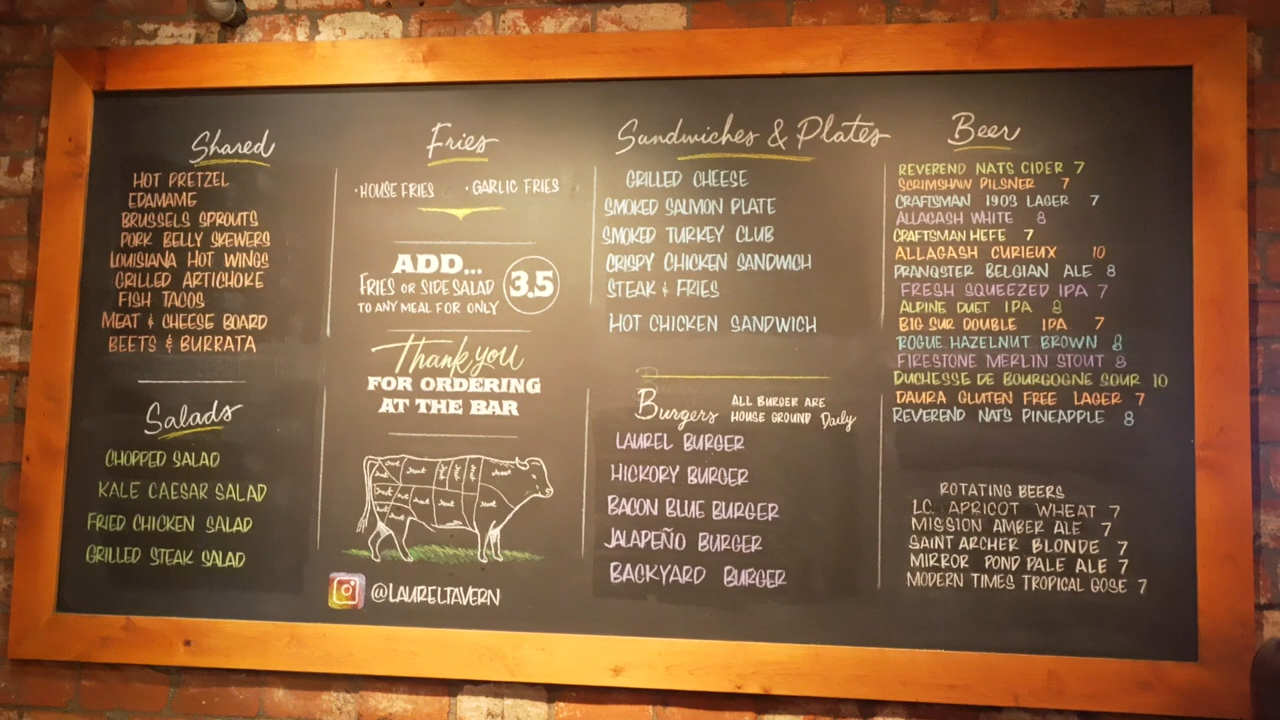 Shared
HOT PRETZEL
EDAMAME
BRUSSELS SPROUTS
PORK BELLY SKEWERS
LOUISIANA HOT WINGS
GRILLED ARTICHOKE
FISH TACOS
MEAT & CHEESE BOARD
BEETS & BURRATA
Salads
CHOPPED SALAD
KALE CAESAR SALAD
FRIED CHICKEN SALAD
GRILLED STEAK SALAD
Fries
·HOUSE FRIES ·GARLIC FRIES
ADD...
FRIES OR SIDE SALAD
TO ANY MEAL FOR ONLY
3.5
Thank you
FOR ORDERING
AT THE BAR
@LAURELTAVERN
Sandwiches & Plates
GRILLED CHEESE
SMOKED SALMON PLATE
SMOKED TURKEY CLUB
CRISPY CHICKEN SANDWICH
STEAK & FRIES
HOT CHICKEN SANDWICH
Burgers
ALL BURGER ARE
HOUSE GROUND Daily
LAUREL BURGER
HICKORY BURGER
BACON BLUE BURGER
JALAPEÑO BURGER
BACKYARD BURGER
Beer
REVEREND NATS CIDER 7
SCRIMSHAW PILSNER 7
CRAFTSMAN 1903 LAGER 7
ALLAGASH WHITE 8
CRAFTSMAN HEFE 7
ALLAGASH CURIEUX 10
PRANQSTER BELGIAN ALE 8
FRESH SQUEEZED IPA 7
ALPINE DUET IPA 8
BIG SUR DOUBLE IPA 7
ROGUE HAZELNUT BROWN 8
FIRESTONE MERLIN STOUT 8
DUCHESSE DE BOURGOGNE SOUR 10
DAURA GLUTEN FREE LAGER 7
REVEREND NATS PINEAPPLE 8
ROTATING BEERS
L.C. APRICOT WHEAT 7
MISSION AMBER ALE 7
SAINT ARCHER BLONDE 7
MIRROR POND PALE ALE 7
MODERN TIMES TROPICAL GOSE 7